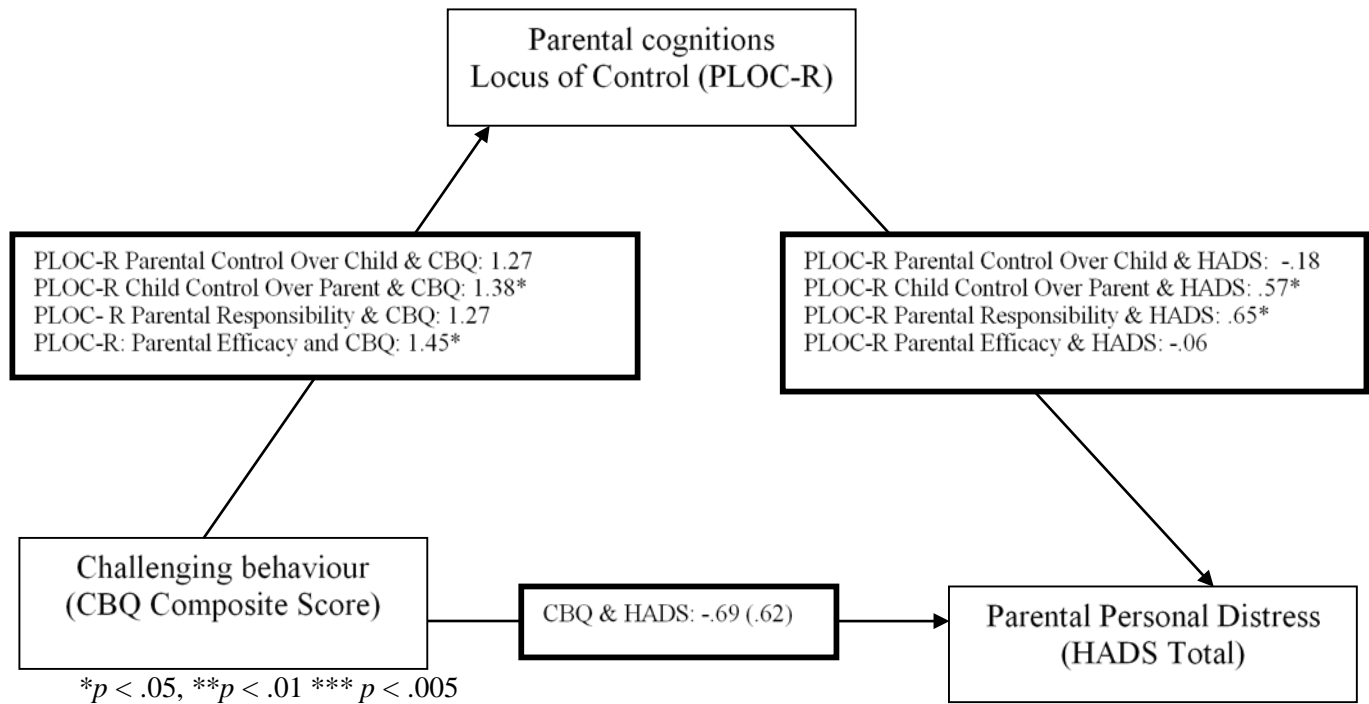 Parental cognitions
Locus of Control (PLOC-R)
PLOC-R Parental Control Over Child & CBQ: 1.27
PLOC-R Child Control Over Parent & CBQ: 1.38*
PLOC- R Parental Responsibility & CBQ: 1.27
PLOC-R: Parental Efficacy and CBQ: 1.45*
PLOC-R Parental Control Over Child & HADS: -.18
PLOC-R Child Control Over Parent & HADS: .57*
PLOC-R Parental Responsibility & HADS: .65*
PLOC-R Parental Efficacy & HADS: -.06
Challenging behaviour
(CBQ Composite Score)
CBQ & HADS: -.69 (.62)
Parental Personal Distress
(HADS Total)
*p < .05, **p < .01 *** p < .005